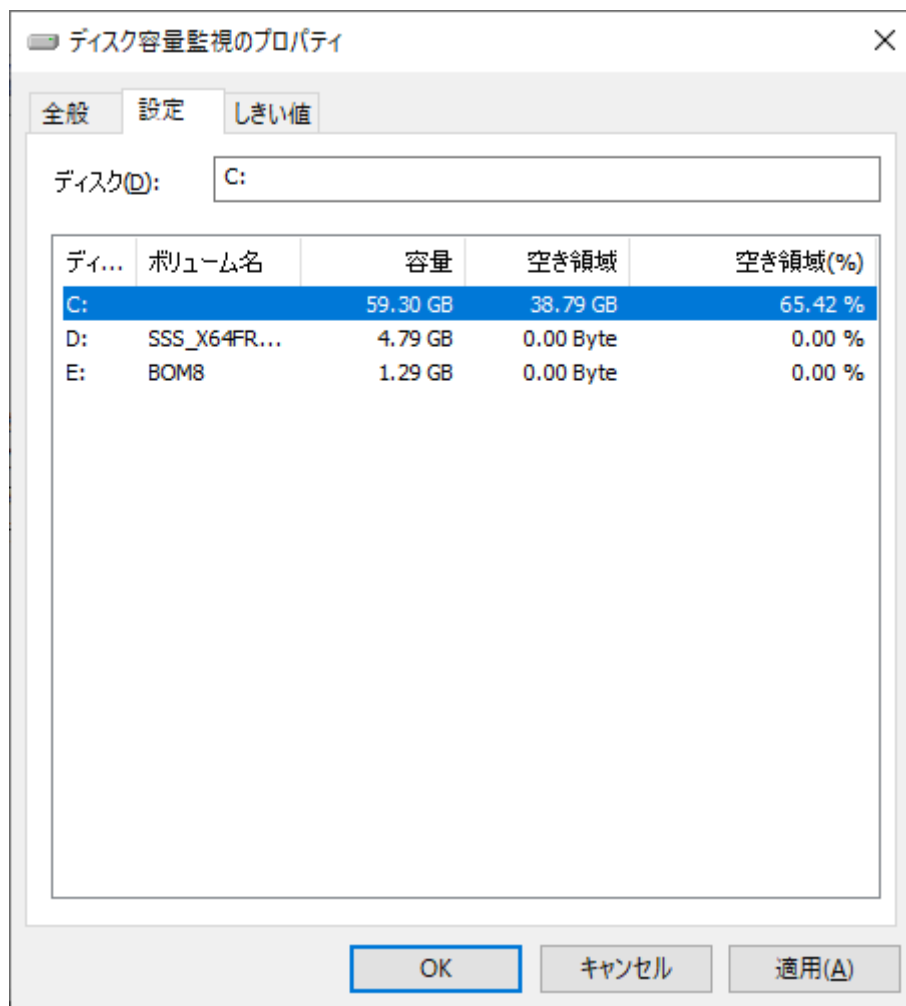 ディスク容量監視のプロパティ
全般 設定 しきい値
ディスク(D): C:
ディ... ボリューム名 容量 空き領域 空き領域(%)
C: 59.30 GB 38.79 GB 65.42 %
D: SSS_X64FR... 4.79 GB 0.00 Byte 0.00 %
E: BOM8 1.29 GB 0.00 Byte 0.00 %
OK キャンセル 適用(A)